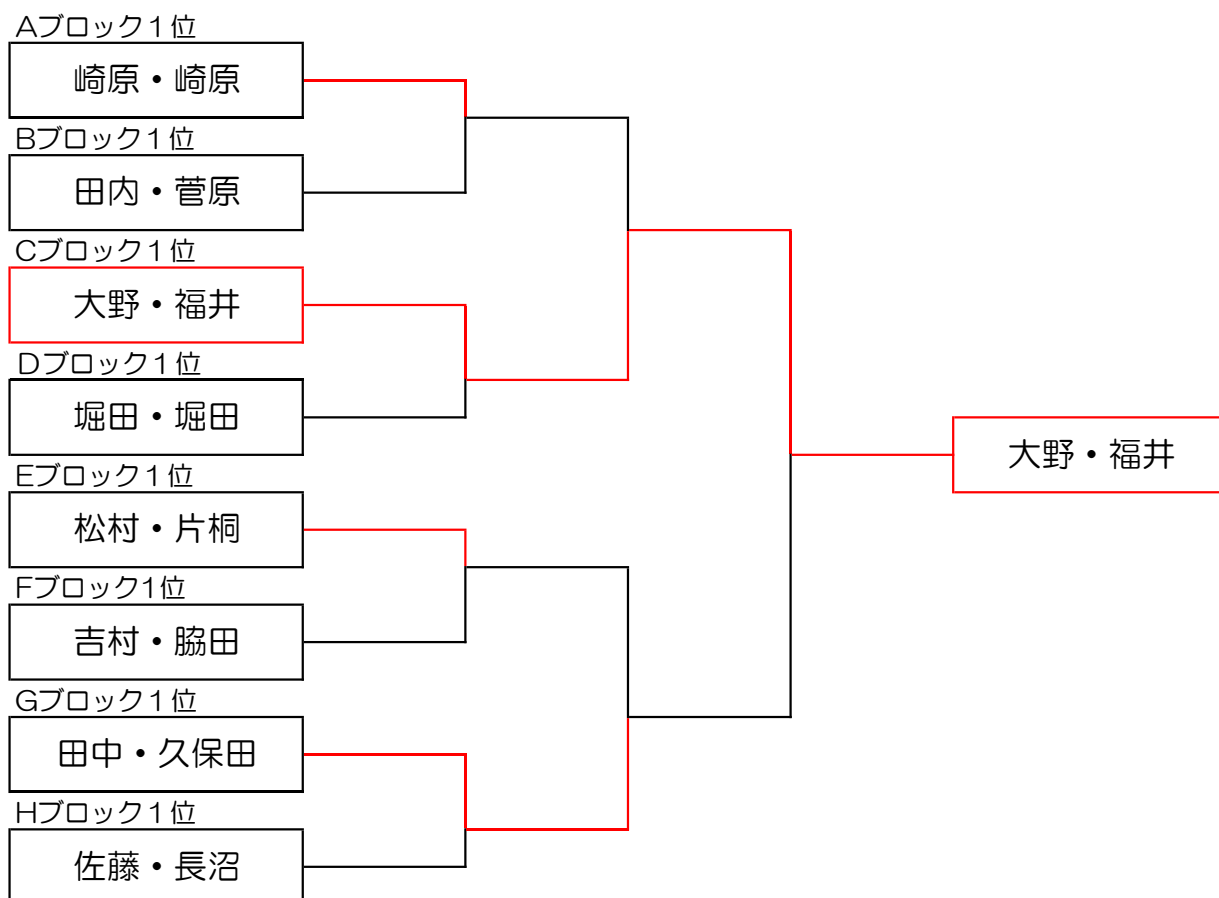 Aブロック１位
崎原・崎原
Bブロック１位
田内・菅原
Cブロック１位
大野・福井
Dブロック１位
堀田・堀田
Eブロック１位
松村・片桐
Fブロック1位
吉村・脇田
Gブロック１位
田中・久保田
Hブロック１位
佐藤・長沼
大野・福井